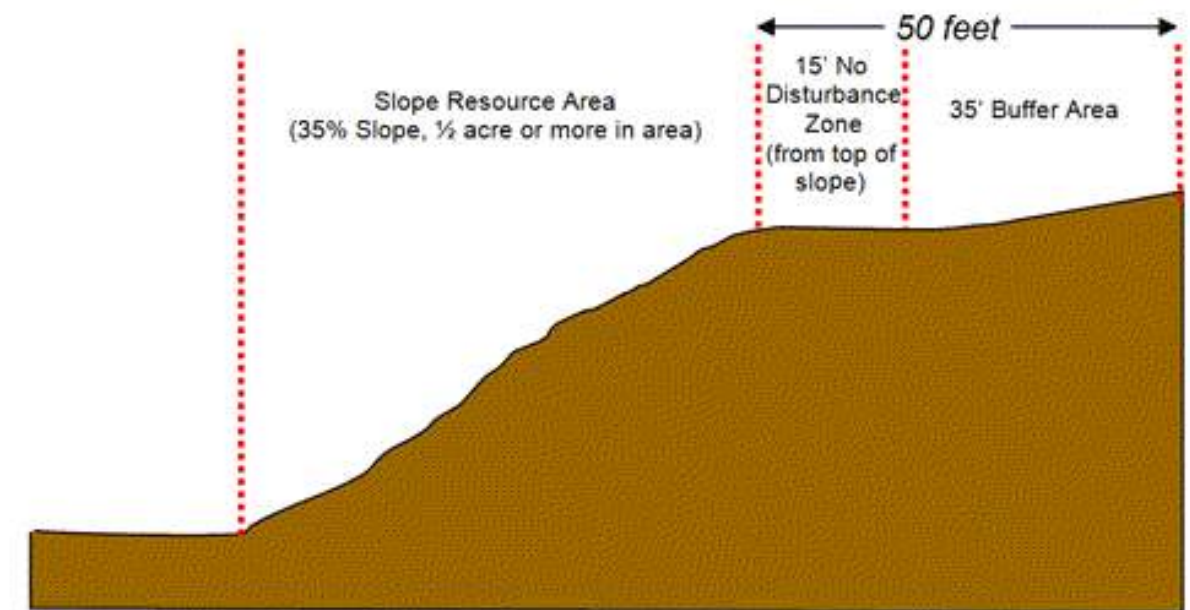 50 feet
Slope Resource Area
(35% Slope, ½ acre or more in area)
15' No
Disturbance
Zone
(from top of
slope)
35' Buffer Area